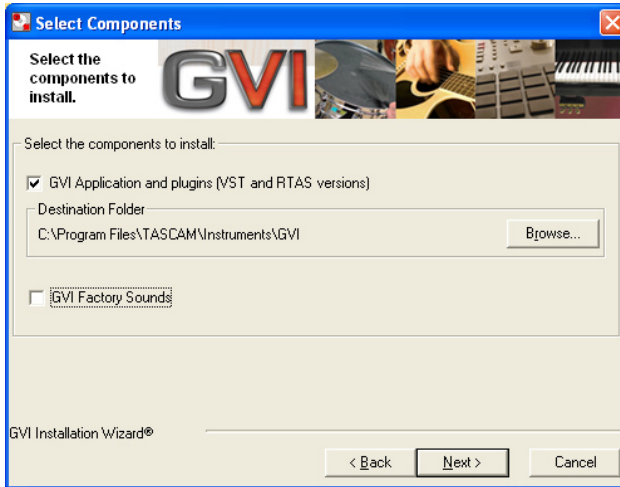 Select Components
Select the
components to
install.
GVI
Select the components to install:
GVI Application and plugins (VST and RTAS versions)
Destination Folder
C:\Program Files\TASCAM\Instruments\GVI
Browse...
GVI Factory Sounds
GVI Installation Wizard®
< Back
Next >
Cancel